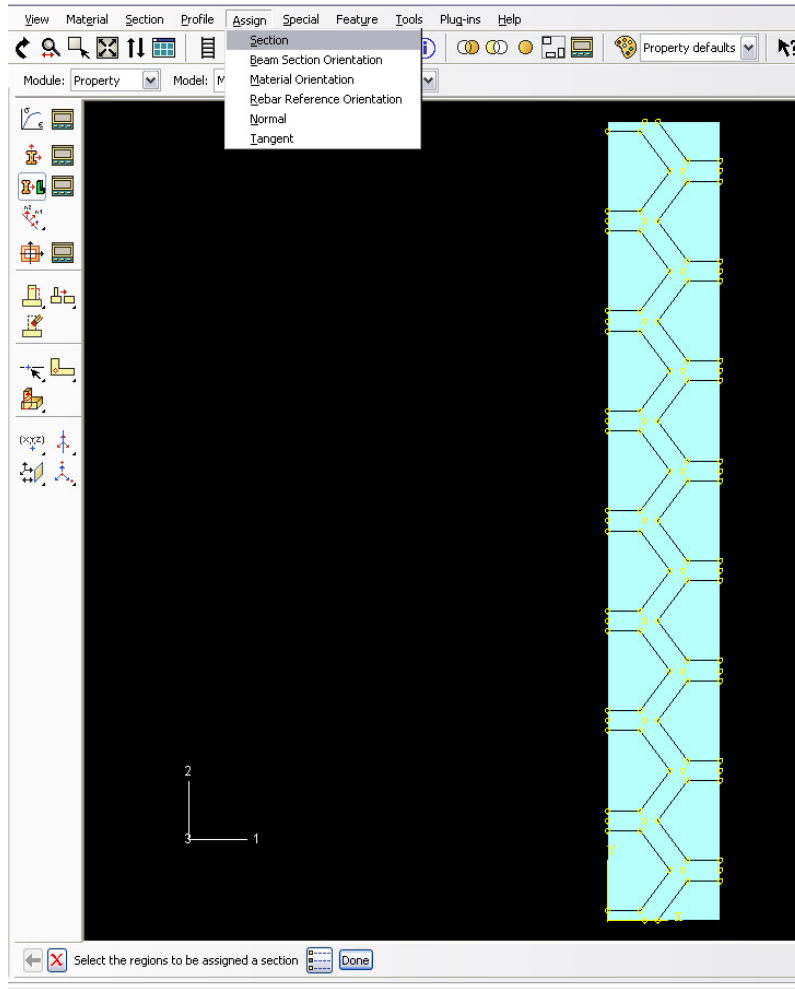 View Material Section Profile Assign Special Feature Tools Plug-ins Help
Section
Beam Section Orientation
Material Orientation
Rebar Reference Orientation
Normal
Tangent
Property defaults
Module: Property Model: M
(XYZ)
2
3 1
Y
X
Select the regions to be assigned a section Done